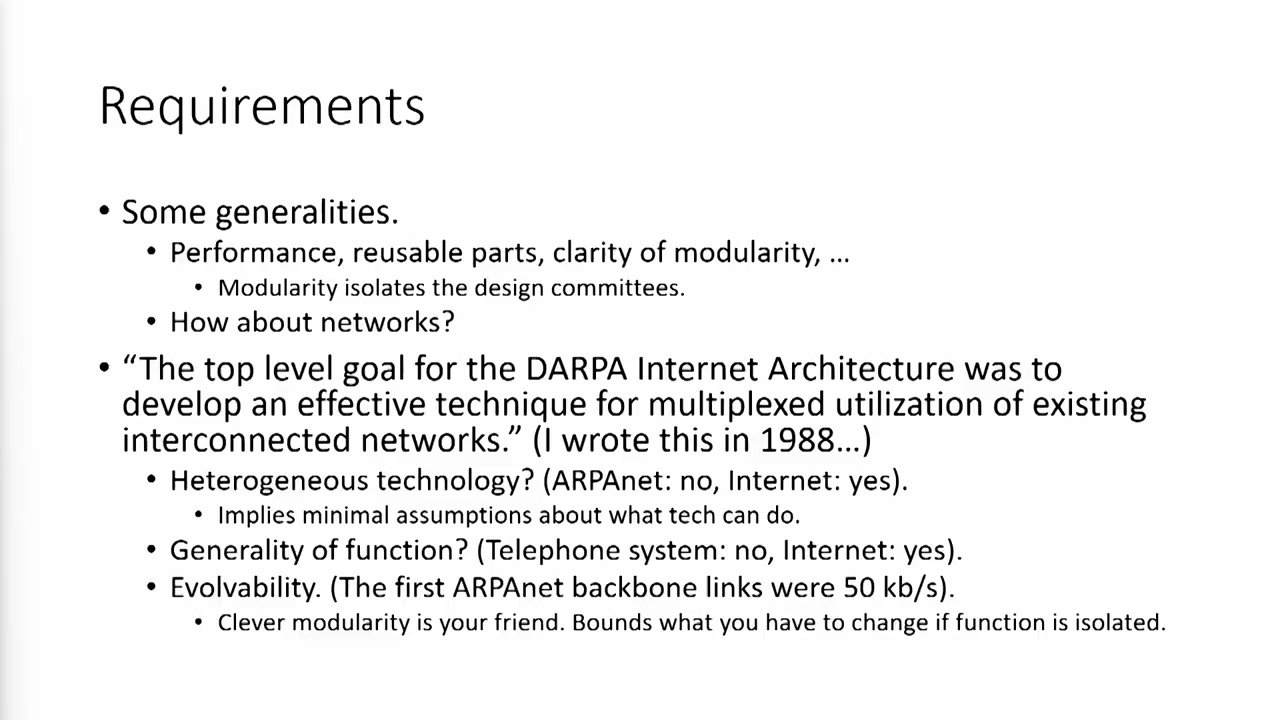 Requirements
• Some generalities.
• Performance, reusable parts, clarity of modularity, ...
• Modularity isolates the design committees.
• How about networks?
• “The top level goal for the DARPA Internet Architecture was to
develop an effective technique for multiplexed utilization of existing
interconnected networks.” (I wrote this in 1988...)
• Heterogeneous technology? (ARPAnet: no, Internet: yes).
• Implies minimal assumptions about what tech can do.
• Generality of function? (Telephone system: no, Internet: yes).
• Evolvability. (The first ARPAnet backbone links were 50 kb/s).
• Clever modularity is your friend. Bounds what you have to change if function is isolated.